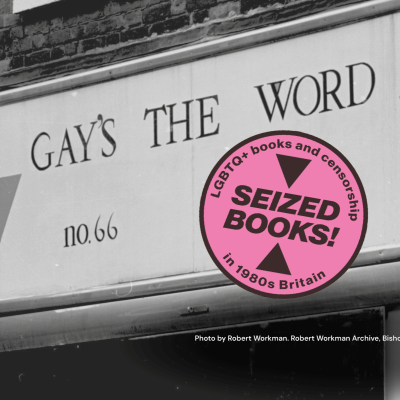 GAY'S THE WORD
no. 66
LGBTQ+ books and censorship
SEIZED
BOOKS!
in 1980s Britain
Photo by Robert Workman. Robert Workman Archive,